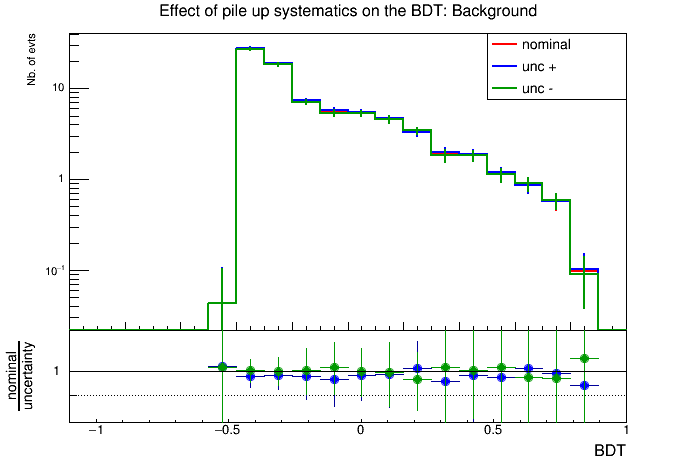 Effect of pile up systematics on the BDT: Background
Nb. of evts
nominal
unc +
unc -
10
1
10⁻¹
nominal
uncertainty
1
−1 −0.5 0 0.5 1
BDT